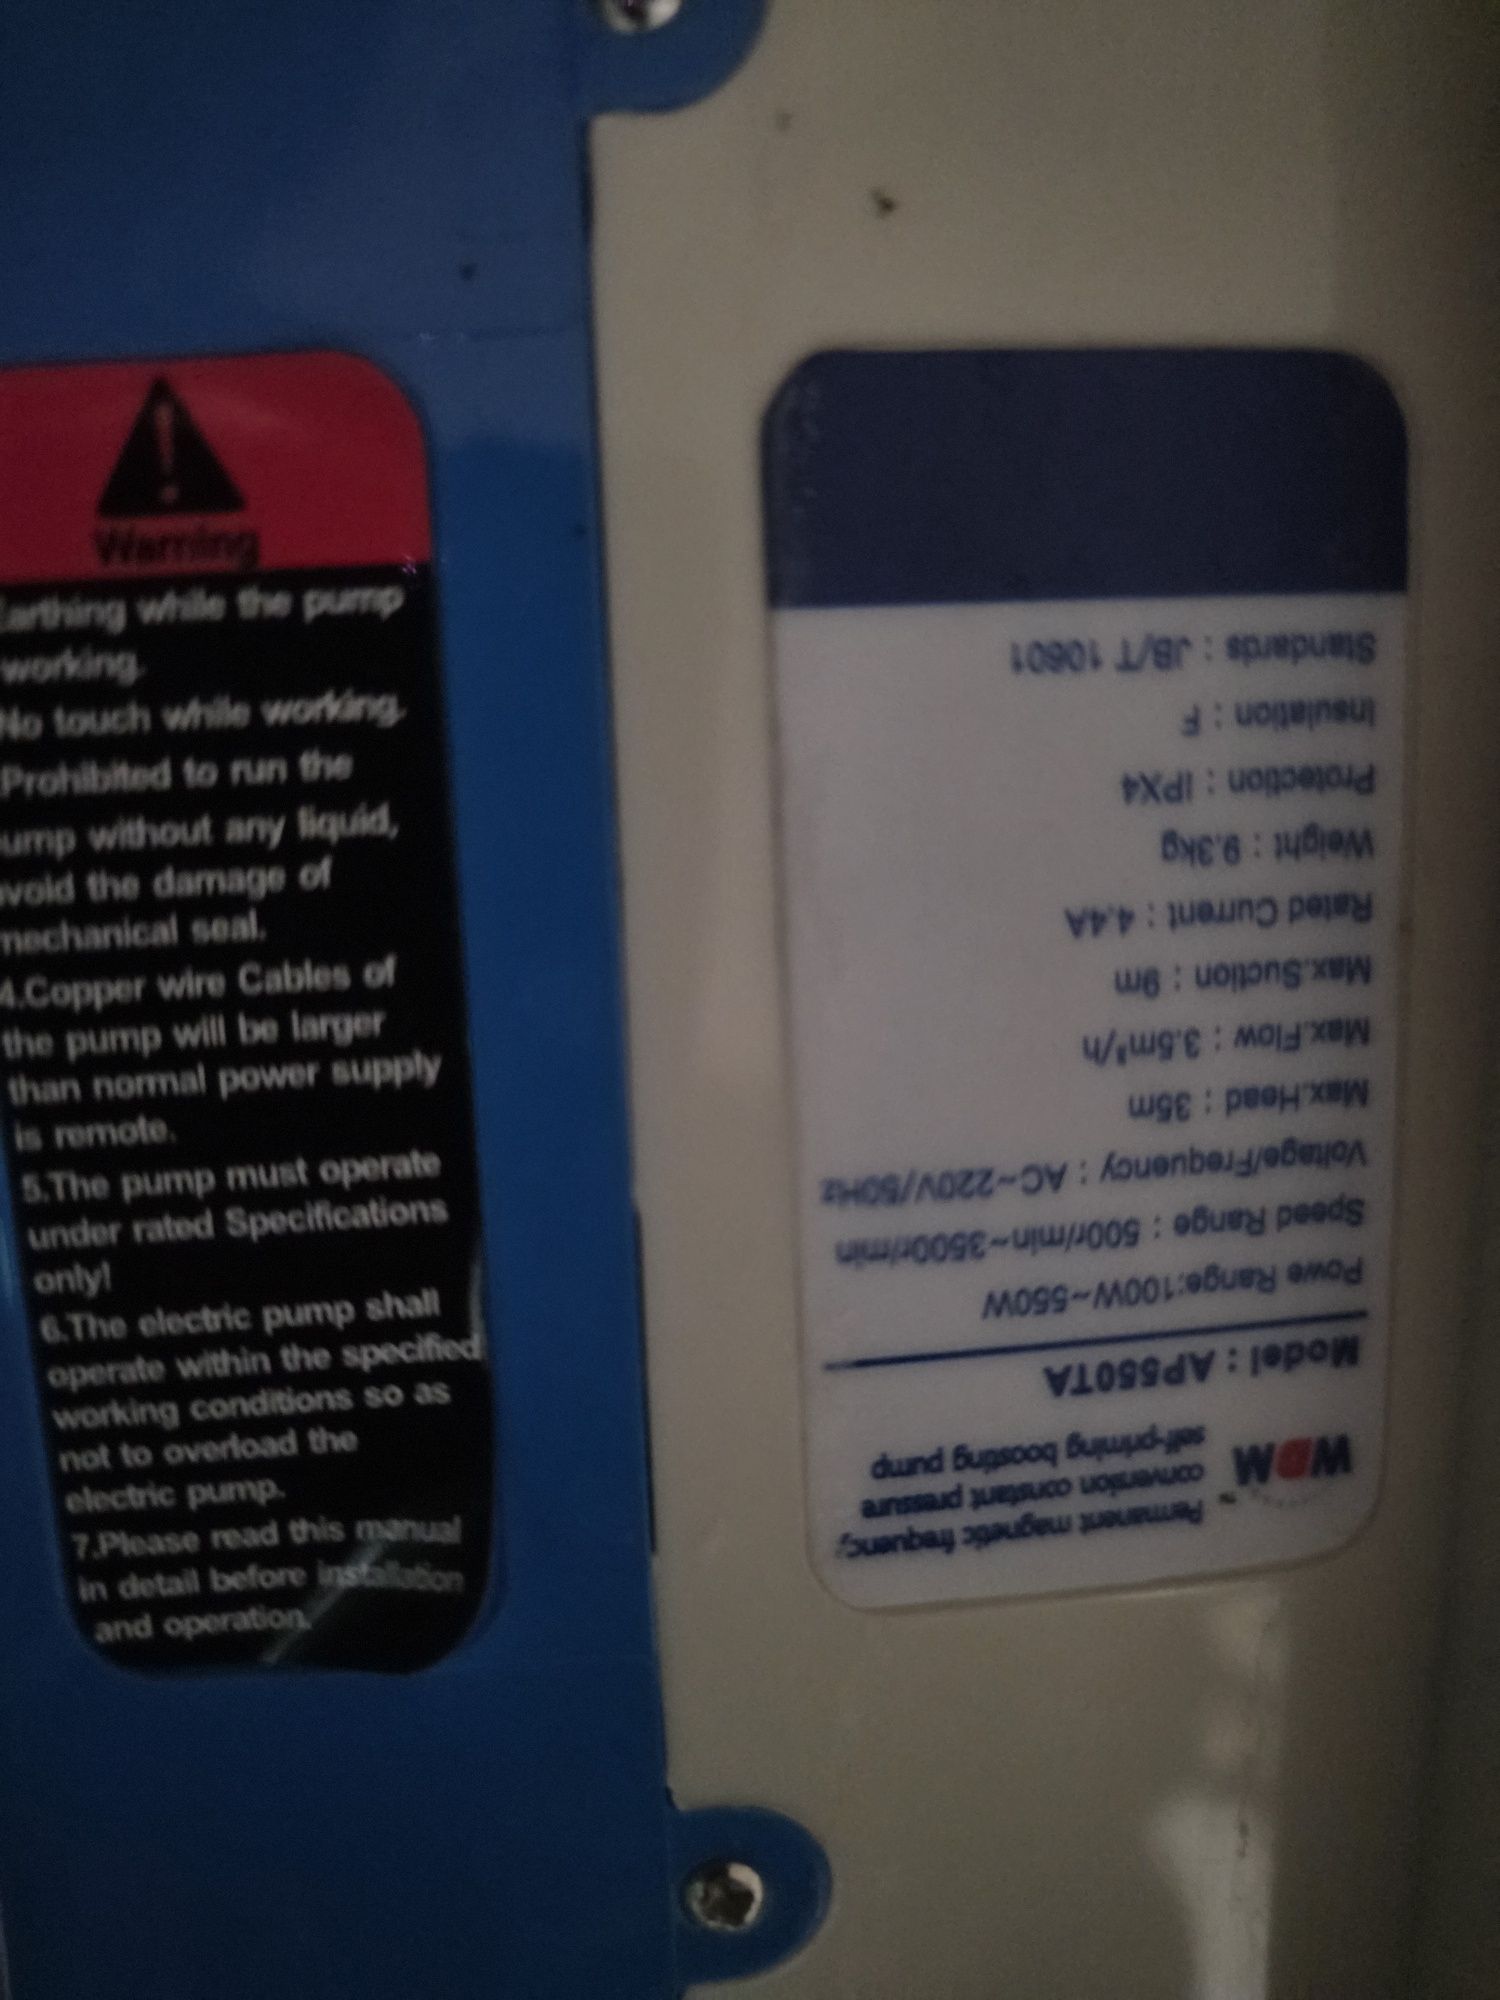 Warning
Earthing while the pump
working.
No touch while working.
Prohibited to run the
ump without any liquid,
void the damage of
mechanical seal.
4.Copper wire Cables of
the pump will be larger
than normal power supply
is remote.
5.The pump must operate
under rated Specifications
only!
6.The electric pump shall
operate within the specified
working conditions so as
not to overload the
electric pump.
7.Please read this manual
in detail before installation
and operation.
WDM
Permanent magnetic frequency
conversion constant pressure
self-priming boosting pump
Model : AP550TA
Powe Range:100W~550W
Speed Range : 500r/min~3500r/min
Voltage/Frequency : AC~220V/50Hz
Max.Head : 35m
Max.Flow : 3.5m³/h
Max.Suction : 9m
Rated Current : 4.4A
Weight : 9.3kg
Protection : IPX4
Insulation : F
Standards : JB/T 10601